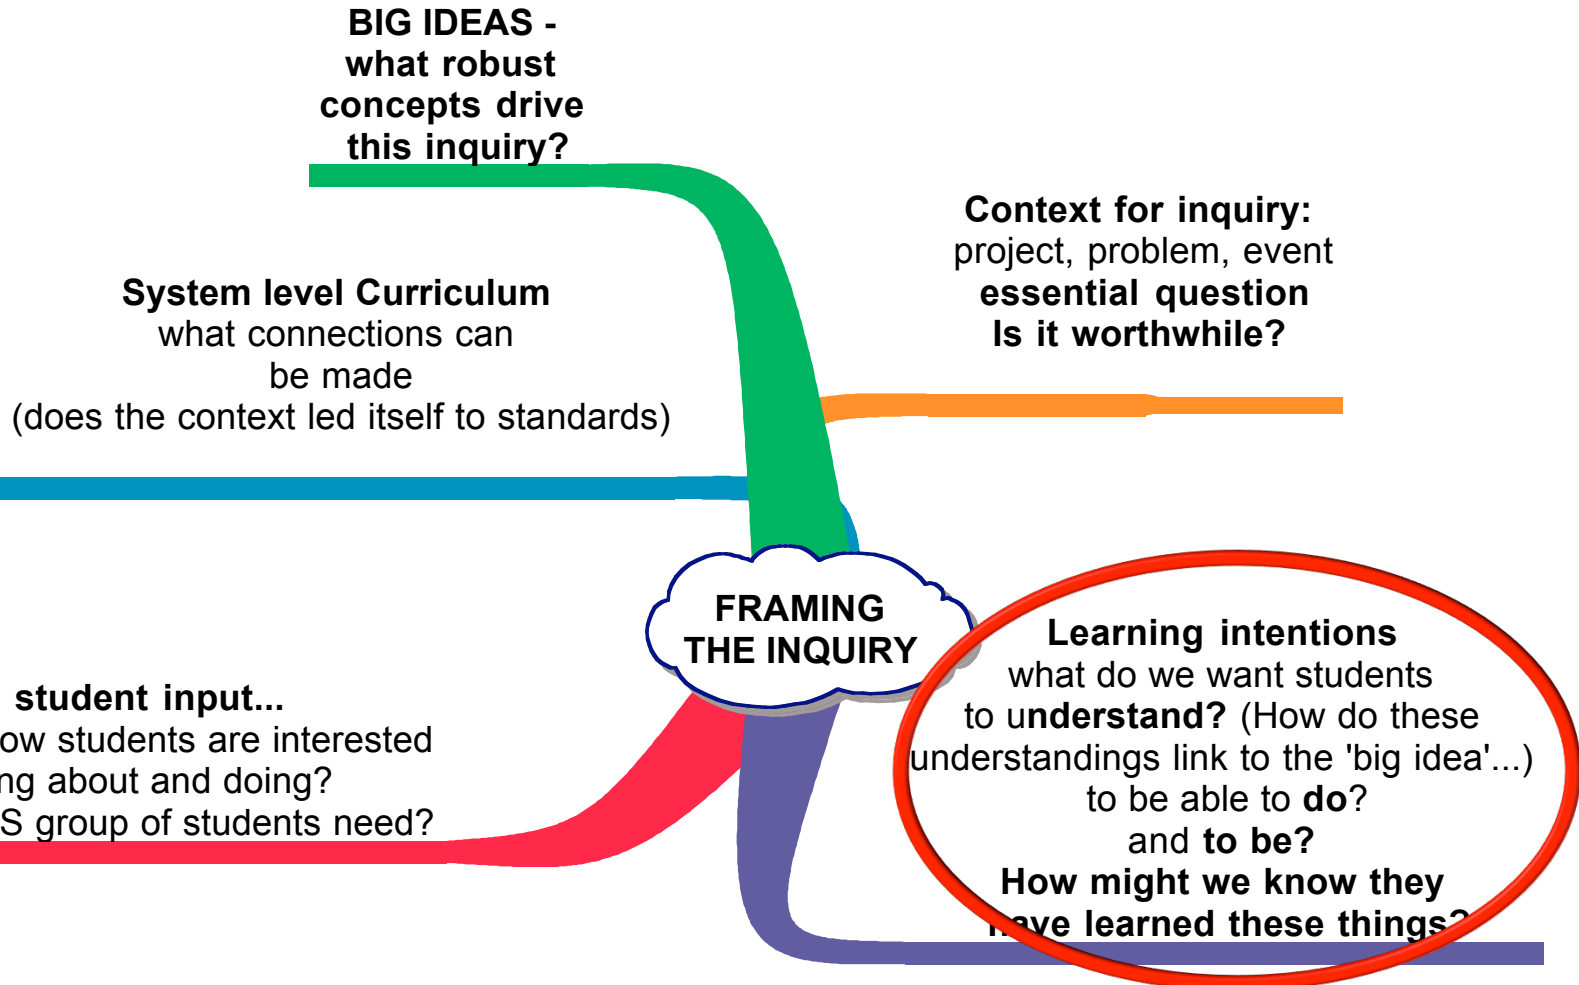 BIG IDEAS -
what robust
concepts drive
this inquiry?
Context for inquiry:
project, problem, event
essential question
Is it worthwhile?
System level Curriculum
what connections can
be made
(does the context led itself to standards)
FRAMING
THE INQUIRY
Learning intentions
what do we want students
to understand? (How do these
understandings link to the 'big idea'...)
to be able to do?
and to be?
How might we know they
have learned these things?
student input...
students are interested
about and doing?
group of students need?